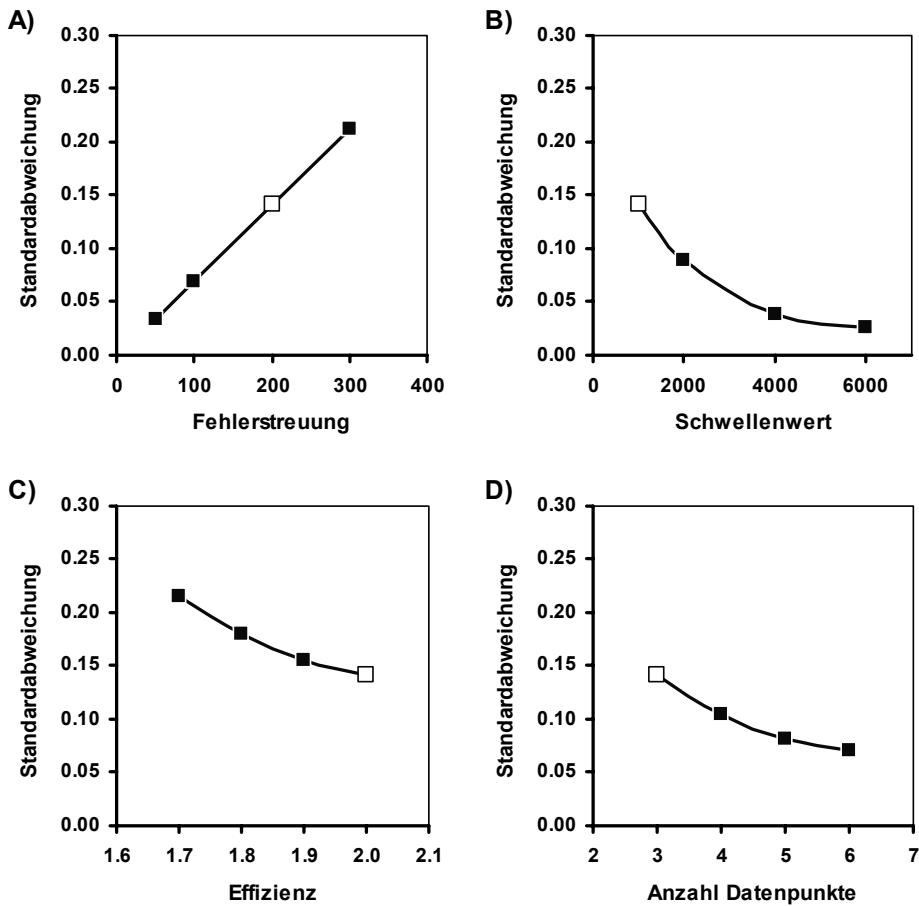 A)
Standardabweichung
0.30
0.25
0.20
0.15
0.10
0.05
0.00
0 100 200 300 400
Fehlerstreuung
B)
Standardabweichung
0.30
0.25
0.20
0.15
0.10
0.05
0.00
0 2000 4000 6000
Schwellenwert
C)
Standardabweichung
0.30
0.25
0.20
0.15
0.10
0.05
0.00
1.6 1.7 1.8 1.9 2.0 2.1
Effizienz
D)
Standardabweichung
0.30
0.25
0.20
0.15
0.10
0.05
0.00
2 3 4 5 6 7
Anzahl Datenpunkte